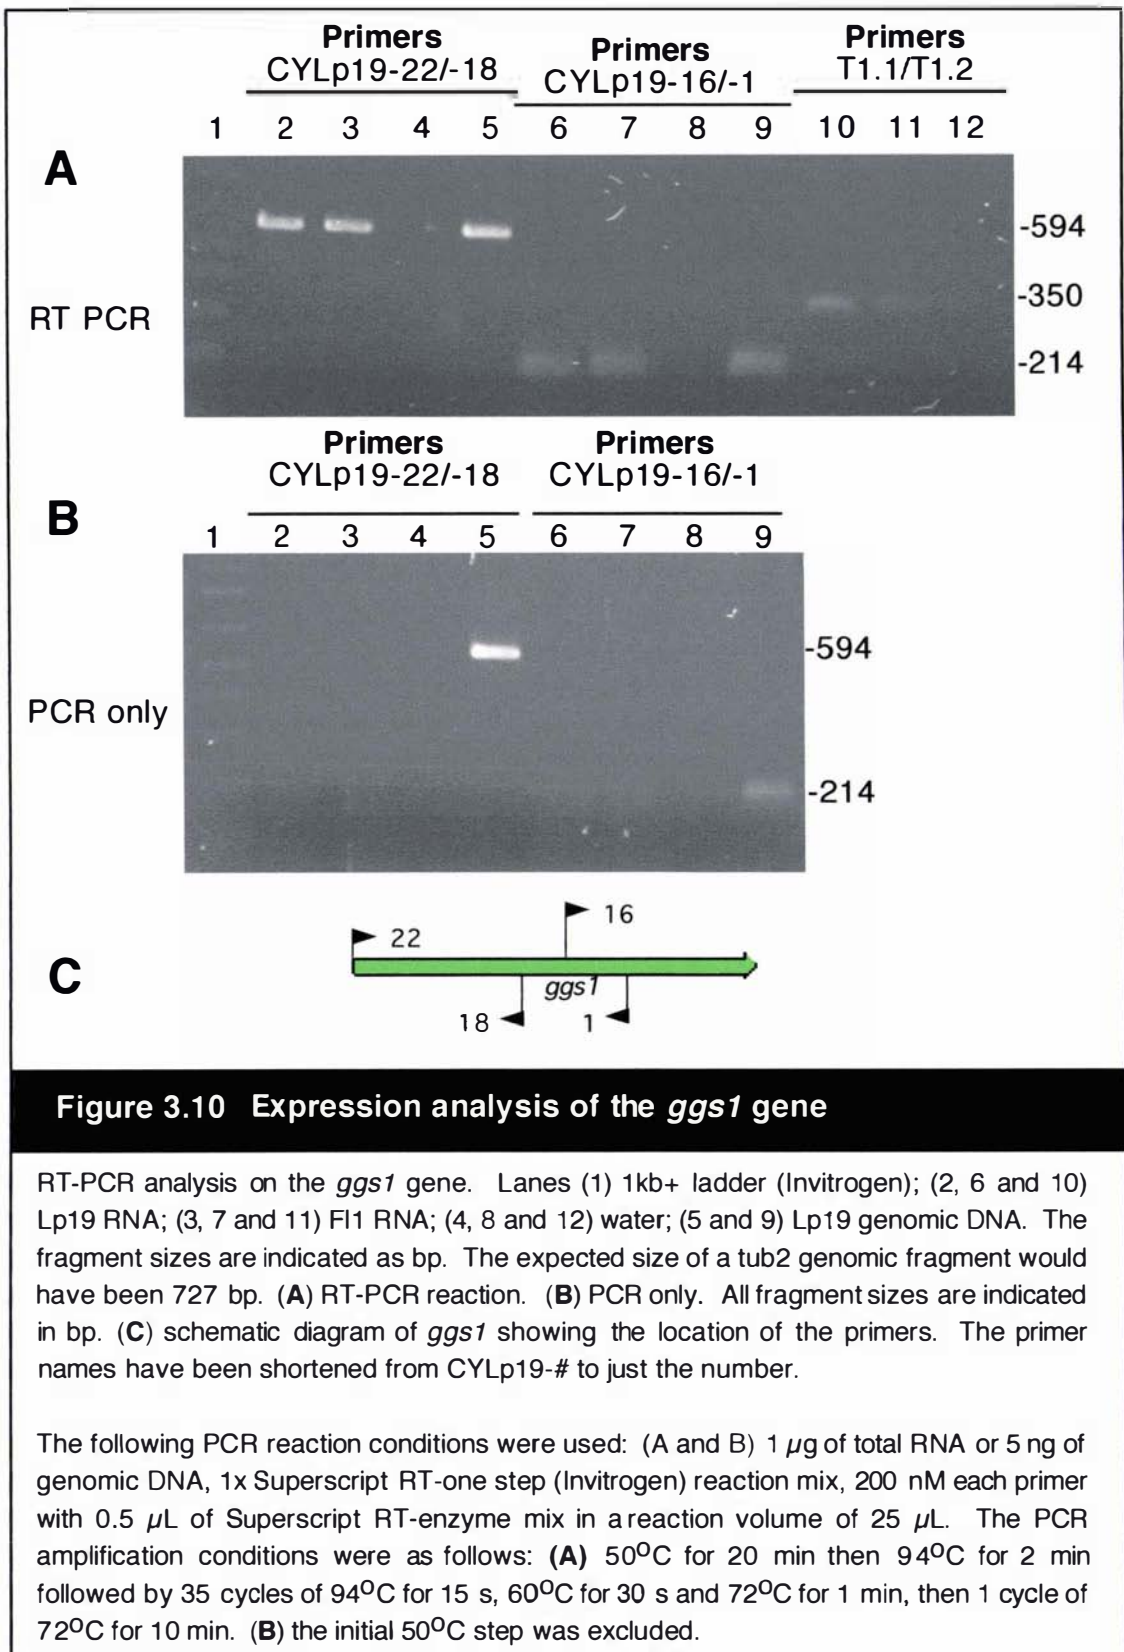 Primers Primers Primers
CYLp19-22/-18 CYLp19-16/-1 T1.1/T1.2
1 2 3 4 5 6 7 8 9 10 11 12
A
-594
RT PCR
-350
-214
Primers Primers
CYLp19-22/-18 CYLp19-16/-1
B
1 2 3 4 5 6 7 8 9
-594
PCR only
-214
C
16
22
ggs1
18 1
Figure 3.10 Expression analysis of the ggs1 gene
RT-PCR analysis on the ggs1 gene. Lanes (1) 1kb+ ladder (Invitrogen); (2, 6 and 10)
Lp19 RNA; (3, 7 and 11) Fl1 RNA; (4, 8 and 12) water; (5 and 9) Lp19 genomic DNA. The
fragment sizes are indicated as bp. The expected size of a tub2 genomic fragment would
have been 727 bp. (A) RT-PCR reaction. (B) PCR only. All fragment sizes are indicated
in bp. (C) schematic diagram of ggs1 showing the location of the primers. The primer
names have been shortened from CYLp19-# to just the number.
The following PCR reaction conditions were used: (A and B) 1 µg of total RNA or 5 ng of
genomic DNA, 1x Superscript RT-one step (Invitrogen) reaction mix, 200 nM each primer
with 0.5 µL of Superscript RT-enzyme mix in a reaction volume of 25 µL. The PCR
amplification conditions were as follows: (A) 50⁰C for 20 min then 94⁰C for 2 min
followed by 35 cycles of 94⁰C for 15 s, 60⁰C for 30 s and 72⁰C for 1 min, then 1 cycle of
72⁰C for 10 min. (B) the initial 50⁰C step was excluded.